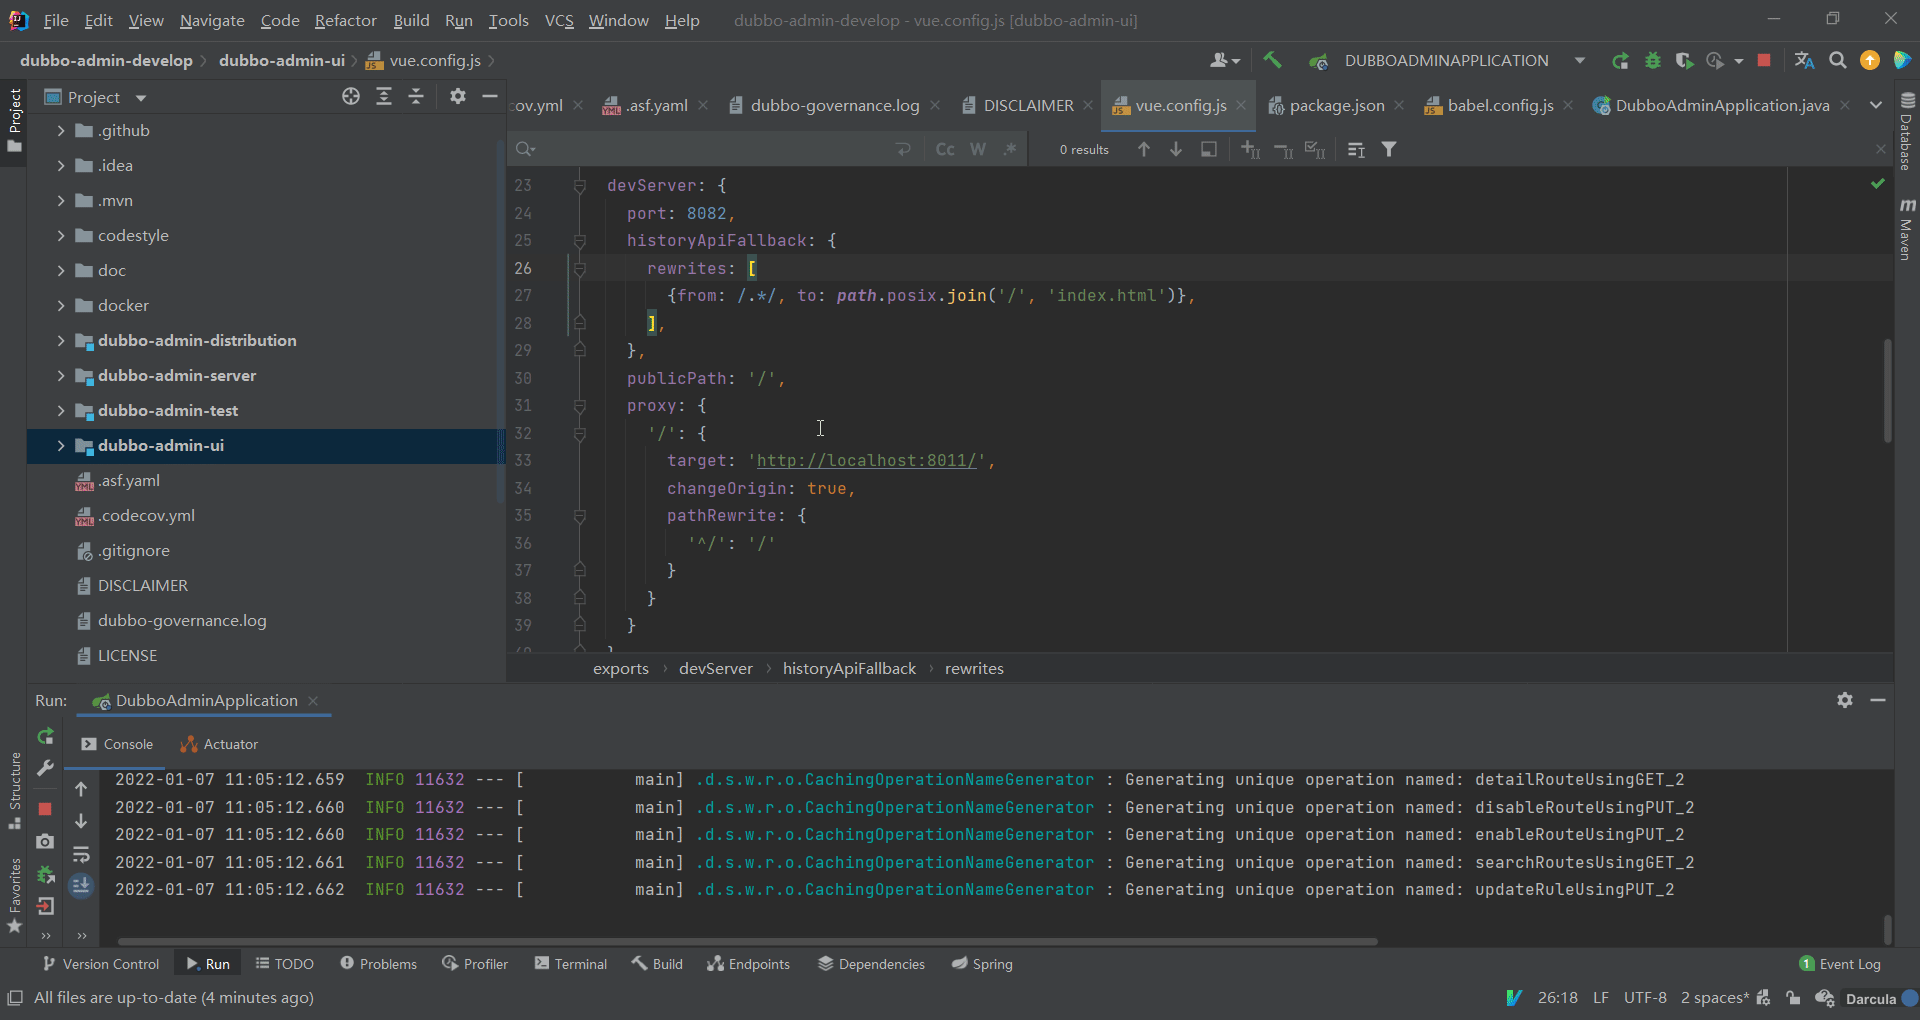 File Edit View Navigate Code Refactor Build Run Tools VCS Window Help dubbo-admin-develop - vue.config.js [dubbo-admin-ui]
dubbo-admin-develop dubbo-admin-ui vue.config.js DUBBOADMINAPPLICATION
Project
Project
cov.yml .asf.yaml dubbo-governance.log DISCLAIMER vue.config.js package.json babel.config.js DubboAdminApplication.java
Cc W .* 0 results
Database
Maven
.github
.idea
.mvn
codestyle
doc
docker
dubbo-admin-distribution
dubbo-admin-server
dubbo-admin-test
dubbo-admin-ui
.asf.yaml
.codecov.yml
.gitignore
DISCLAIMER
dubbo-governance.log
LICENSE
23 devServer: {
24 port: 8082,
25 historyApiFallback: {
26 rewrites: [
27 {from: /.*/, to: path.posix.join('/', 'index.html')},
28 ],
29 },
30 publicPath: '/',
31 proxy: {
32 '/': {
33 target: 'http://localhost:8011/',
34 changeOrigin: true,
35 pathRewrite: {
36 '^/': '/'
37 }
38 }
39 }
40 }
exports › devServer › historyApiFallback › rewrites
Run: DubboAdminApplication
Console Actuator
Structure
Favorites
2022-01-07 11:05:12.659 INFO 11632 --- [ main] .d.s.w.r.o.CachingOperationNameGenerator : Generating unique operation named: detailRouteUsingGET_2
2022-01-07 11:05:12.660 INFO 11632 --- [ main] .d.s.w.r.o.CachingOperationNameGenerator : Generating unique operation named: disableRouteUsingPUT_2
2022-01-07 11:05:12.660 INFO 11632 --- [ main] .d.s.w.r.o.CachingOperationNameGenerator : Generating unique operation named: enableRouteUsingPUT_2
2022-01-07 11:05:12.661 INFO 11632 --- [ main] .d.s.w.r.o.CachingOperationNameGenerator : Generating unique operation named: searchRoutesUsingGET_2
2022-01-07 11:05:12.662 INFO 11632 --- [ main] .d.s.w.r.o.CachingOperationNameGenerator : Generating unique operation named: updateRuleUsingPUT_2
Version Control Run TODO Problems Profiler Terminal Build Endpoints Dependencies Spring 1 Event Log
All files are up-to-date (4 minutes ago) 26:18 LF UTF-8 2 spaces* Darcula